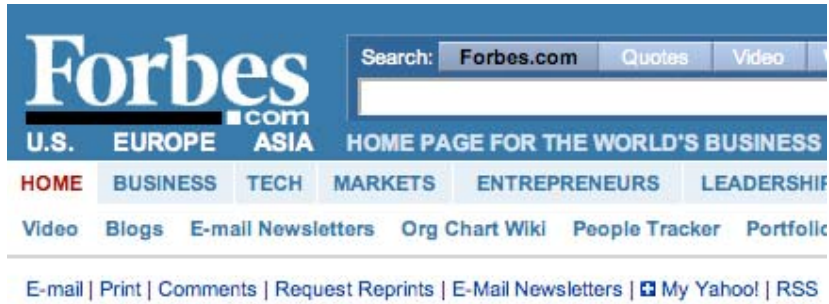 Forbes
.com
Search: Forbes.com Quotes Video
U.S. EUROPE ASIA HOME PAGE FOR THE WORLD'S BUSINESS
HOME BUSINESS TECH MARKETS ENTREPRENEURS LEADERSHIP
Video Blogs E-mail Newsletters Org Chart Wiki People Tracker Portfolio
E-mail | Print | Comments | Request Reprints | E-Mail Newsletters | My Yahoo! | RSS